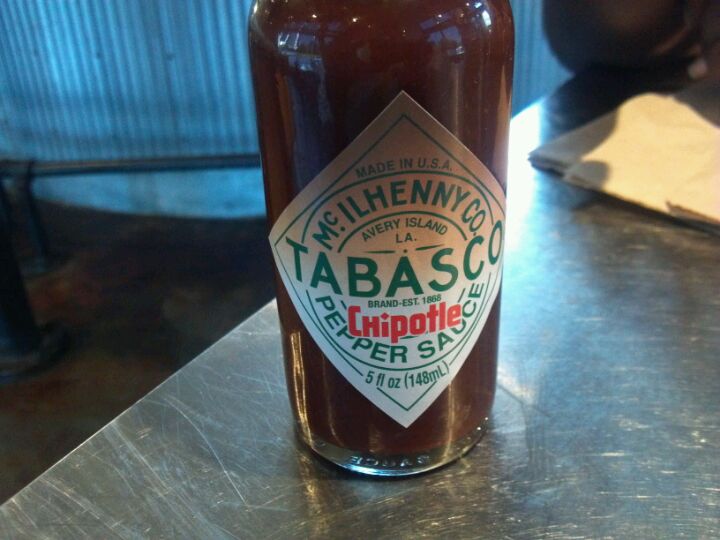 MADE IN U.S.A.
McILHENNY CO.
AVERY ISLAND
LA.
TABASCO
BRAND-EST. 1868
CHiPotle
PEPPER SAUCE
5 fl oz (148mL)